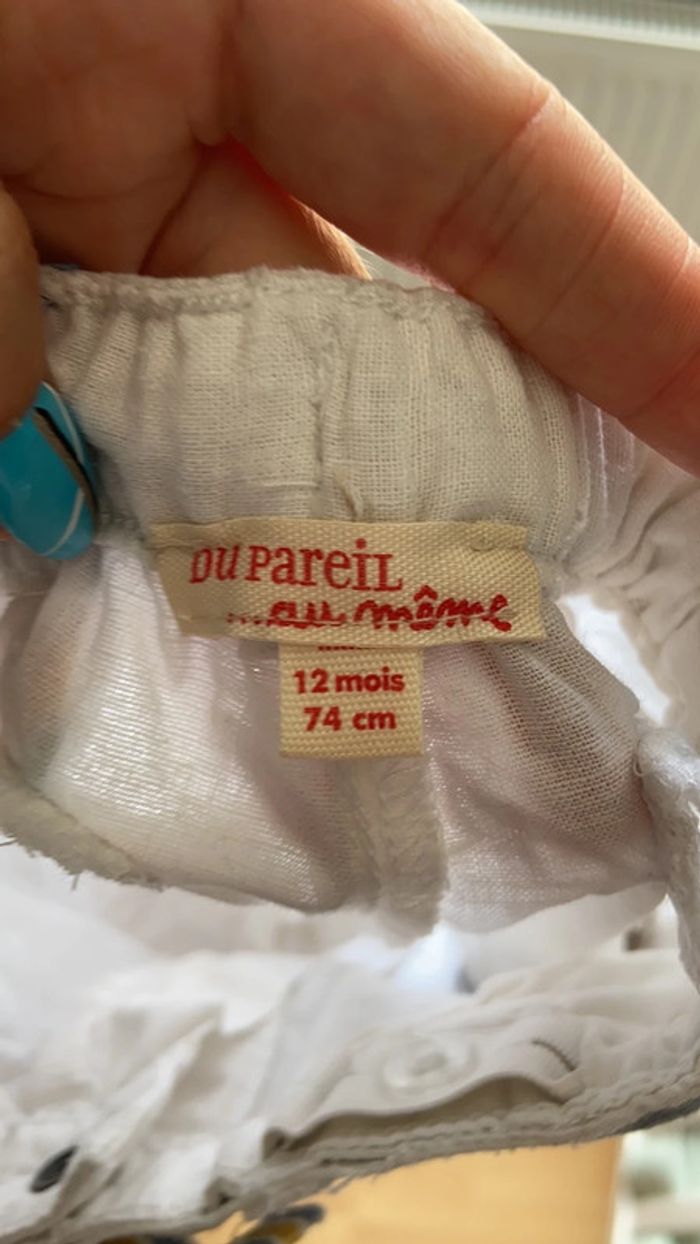 DU PareiL
...au même
12 mois
74 cm